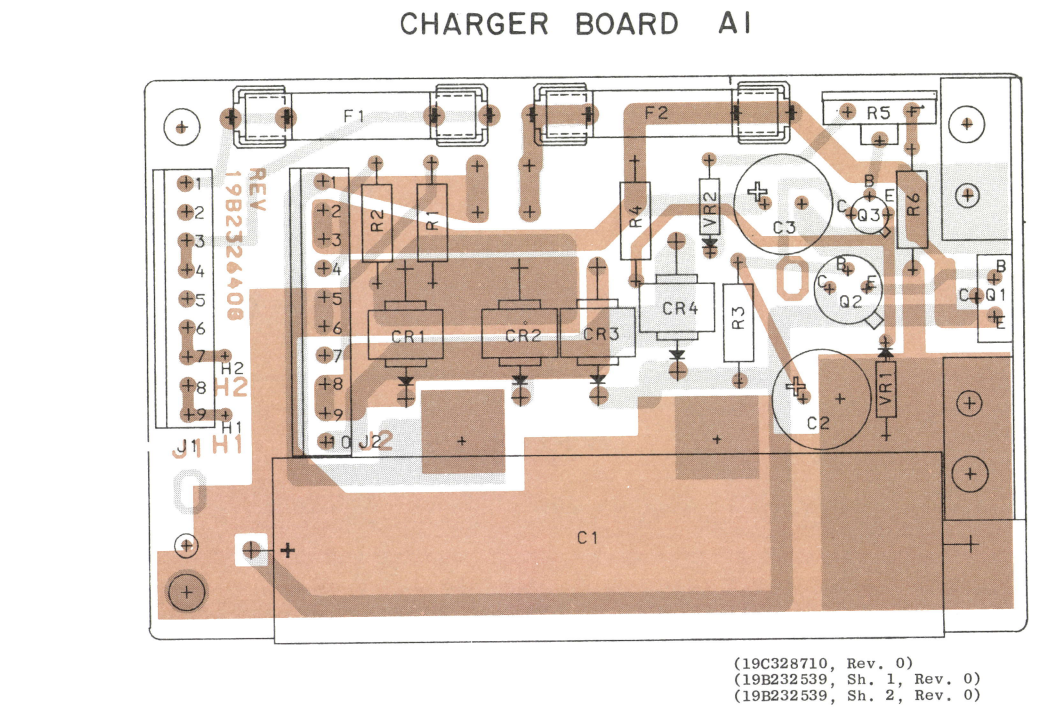 CHARGER BOARD A1
F1
F2
R5
REV
19B232640G
1
2
3
4
5
6
7
8
9
H2
H2
H1
H1
J1
J1
1
2
3
4
5
6
7
8
9
10
J2
J2
R2
R1
R4
VR2
C3
B
C
E
Q3
R6
B
C
E
Q2
B
C
Q1
E
CR1
CR2
CR3
CR4
R3
C2
VR1
C1
(19C328710, Rev. 0)
(19B232539, Sh. 1, Rev. 0)
(19B232539, Sh. 2, Rev. 0)